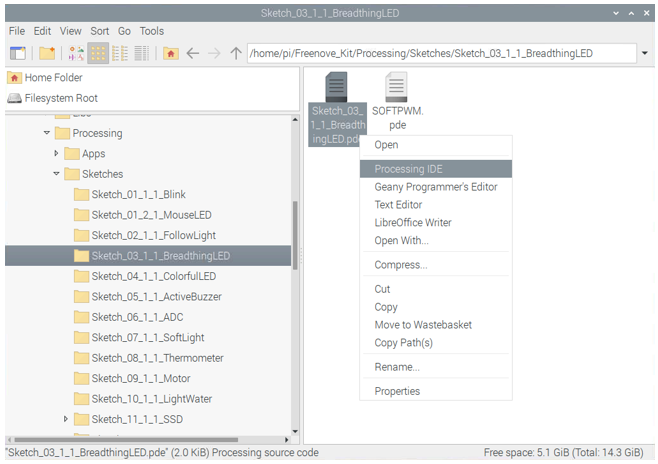 Sketch_03_1_1_BreadthingLED
File Edit View Sort Go Tools
/home/pi/Freenove_Kit/Processing/Sketches/Sketch_03_1_1_BreadthingLED
Home Folder
Filesystem Root
Processing
Apps
Sketches
Sketch_01_1_1_Blink
Sketch_01_2_1_MouseLED
Sketch_02_1_1_FollowLight
Sketch_03_1_1_BreadthingLED
Sketch_04_1_1_ColorfulLED
Sketch_05_1_1_ActiveBuzzer
Sketch_06_1_1_ADC
Sketch_07_1_1_SoftLight
Sketch_08_1_1_Thermometer
Sketch_09_1_1_Motor
Sketch_10_1_1_LightWater
Sketch_11_1_1_SSD
Sketch_03_
1_1_Breadth
ingLED.pde
SOFTPWM.
pde
Open
Processing IDE
Geany Programmer's Editor
Text Editor
LibreOffice Writer
Open With...
Compress...
Cut
Copy
Move to Wastebasket
Copy Path(s)
Rename...
Properties
"Sketch_03_1_1_BreadthingLED.pde" (2.0 KiB) Processing source code
Free space: 5.1 GiB (Total: 14.3 GiB)